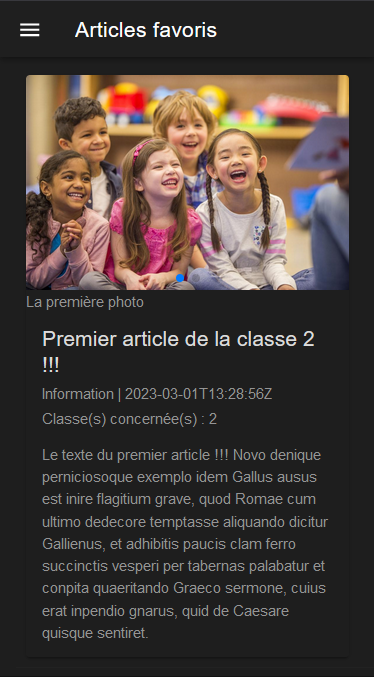 Articles favoris
La première photo
Premier article de la classe 2
!!!
Information | 2023-03-01T13:28:56Z
Classe(s) concernée(s) : 2
Le texte du premier article !!! Novo denique
perniciosoque exemplo idem Gallus ausus
est inire flagitium grave, quod Romae cum
ultimo dedecore temptasse aliquando dicitur
Gallienus, et adhibitis paucis clam ferro
succinctis vesperi per tabernas palabatur et
conpita quaeritando Graeco sermone, cuius
erat inpendio gnarus, quid de Caesare
quisque sentiret.